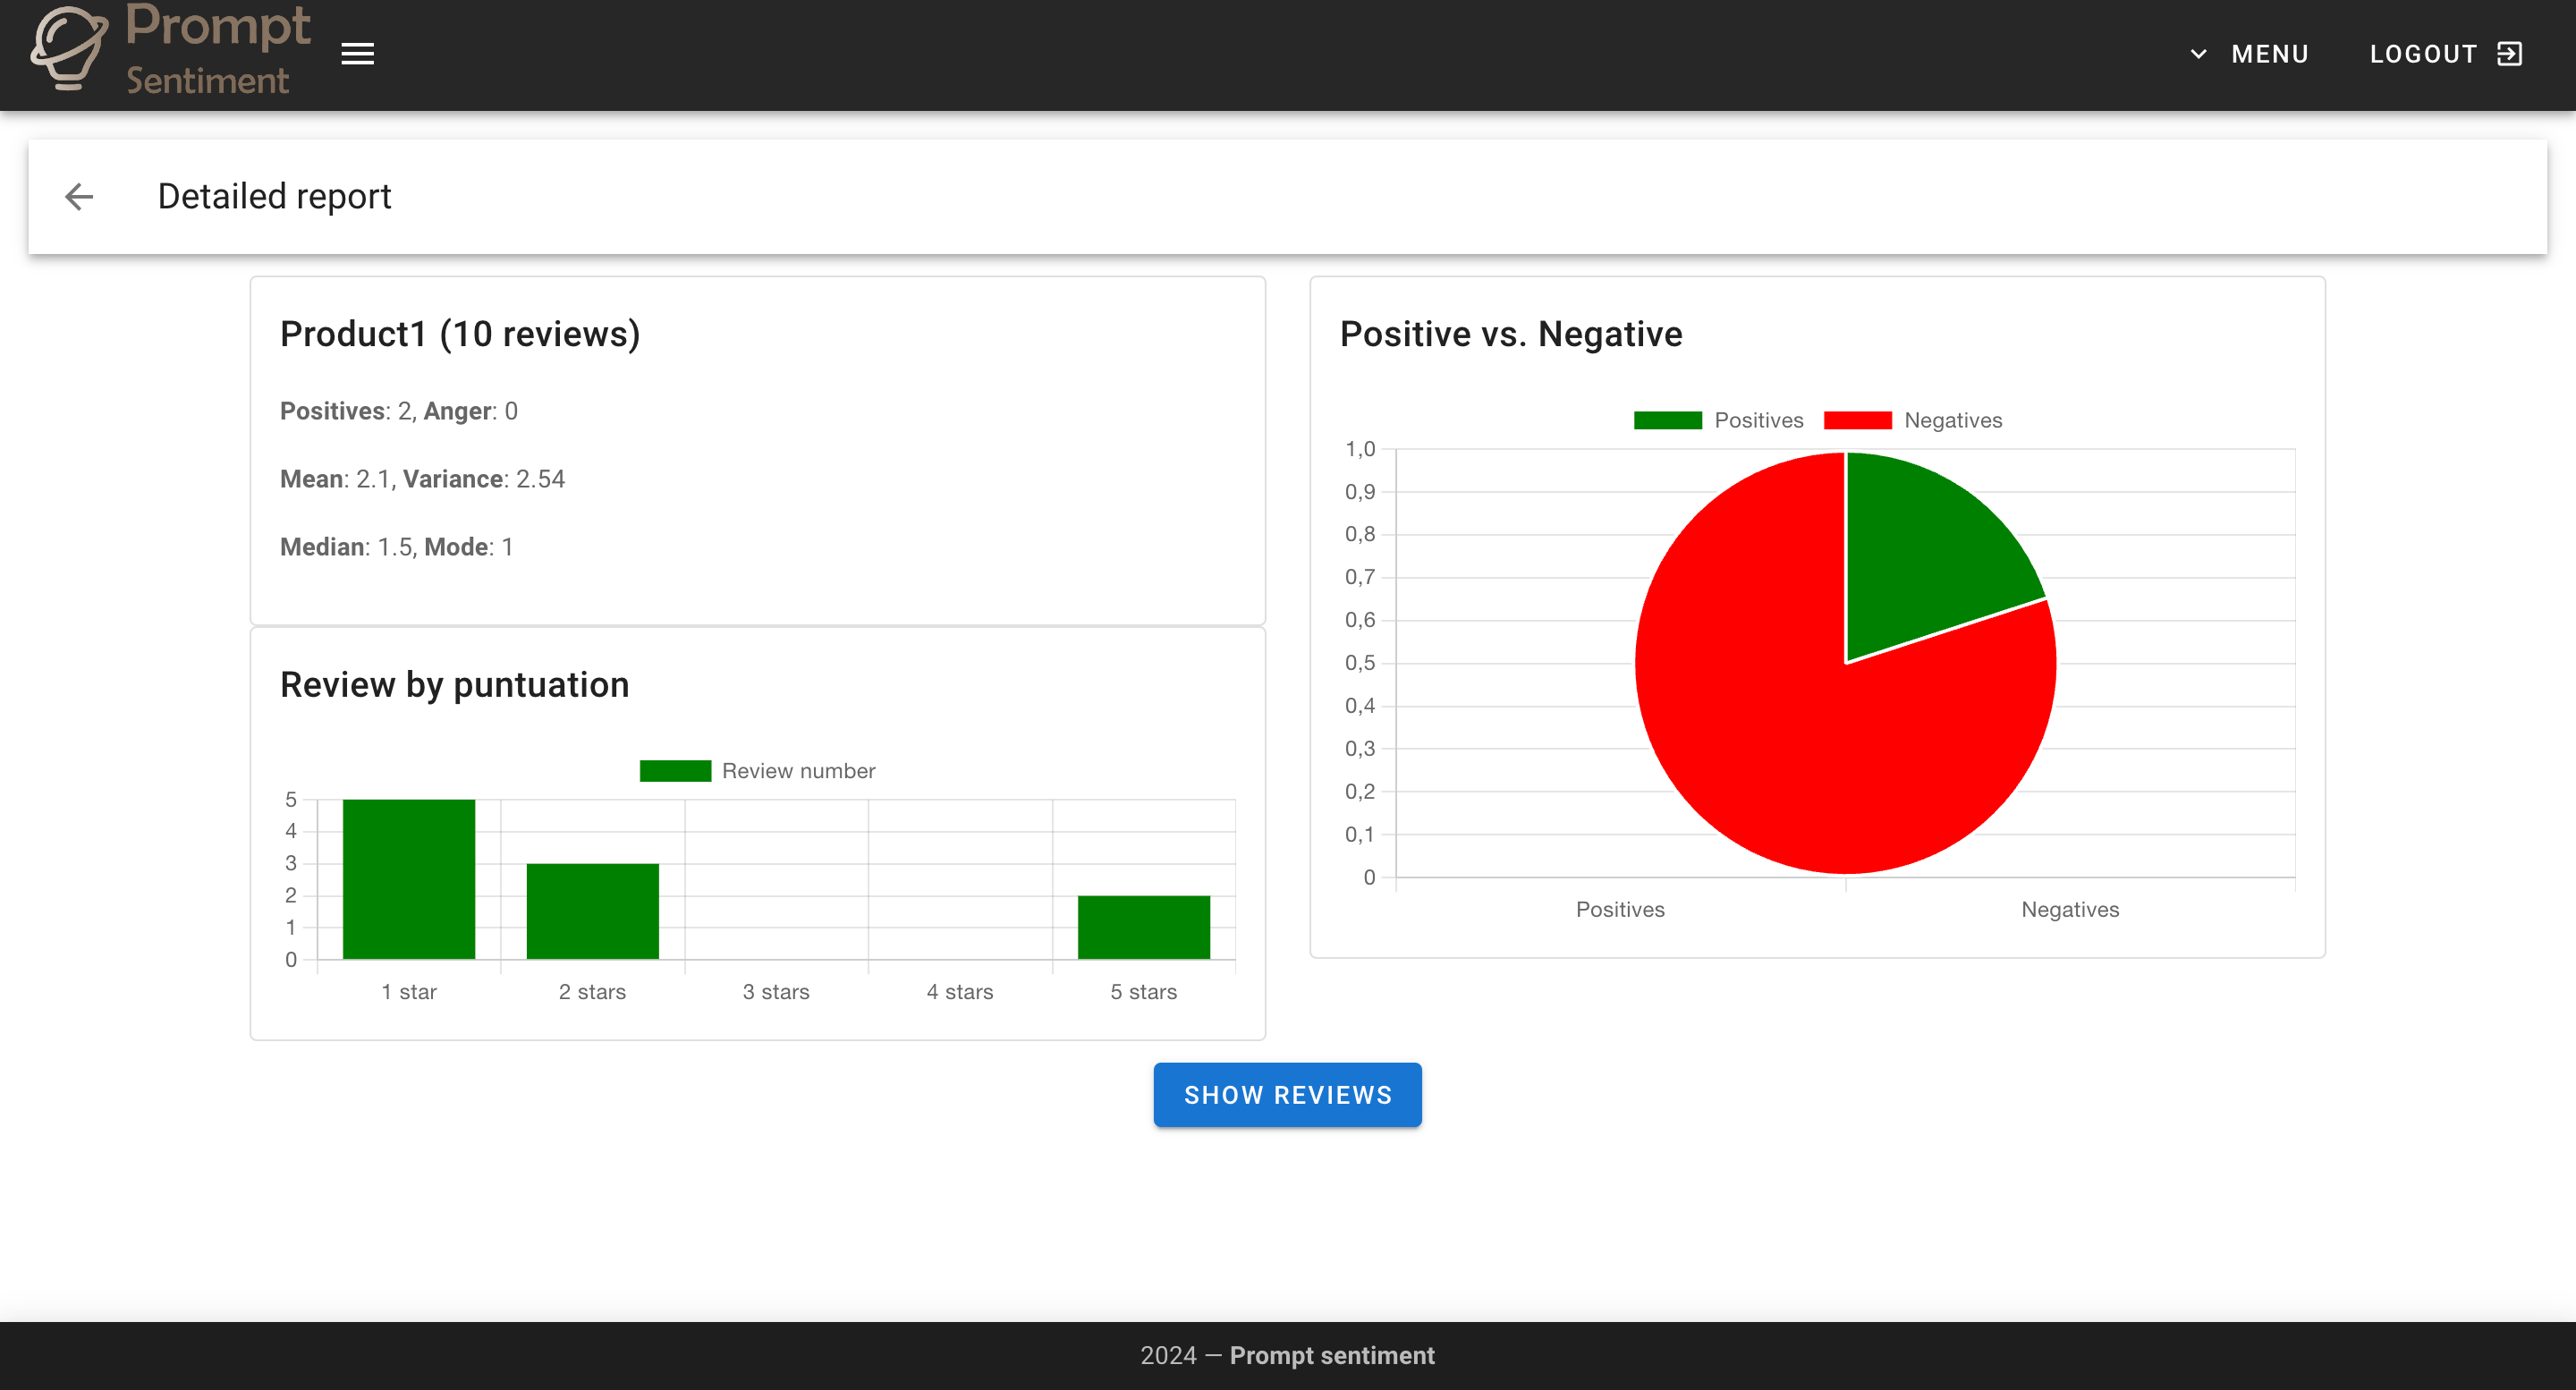 Prompt
Sentiment
MENU
LOGOUT
Detailed report
Product1 (10 reviews)
Positives: 2, Anger: 0
Mean: 2.1, Variance: 2.54
Median: 1.5, Mode: 1
Review by puntuation
Review number
5
4
3
2
1
0
1 star
2 stars
3 stars
4 stars
5 stars
Positive vs. Negative
Positives
Negatives
1,0
0,9
0,8
0,7
0,6
0,5
0,4
0,3
0,2
0,1
0
Positives
Negatives
SHOW REVIEWS
2024 — Prompt sentiment